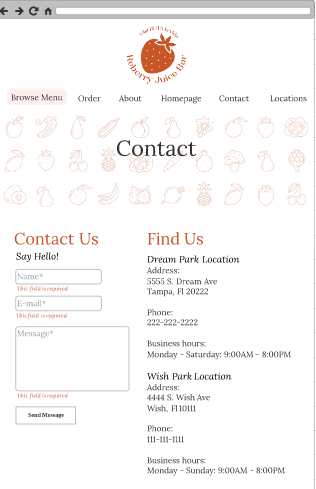 Roberry Juice Bar
Browse Menu
Order
About
Homepage
Contact
Locations
Contact
Contact Us
Say Hello!
Name*
This field is required
E-mail*
This field is required
Message*
This field is required
Send Message
Find Us
Dream Park Location
Address:
5555 S. Dream Ave
Tampa, Fl 20222
Phone:
222-222-2222
Business hours:
Monday - Saturday: 9:00AM - 8:00PM
Wish Park Location
Address:
4444 S. Wish Ave
Wish, Fl 10111
Phone:
111-111-1111
Business hours:
Monday - Sunday: 9:00AM - 8:00PM